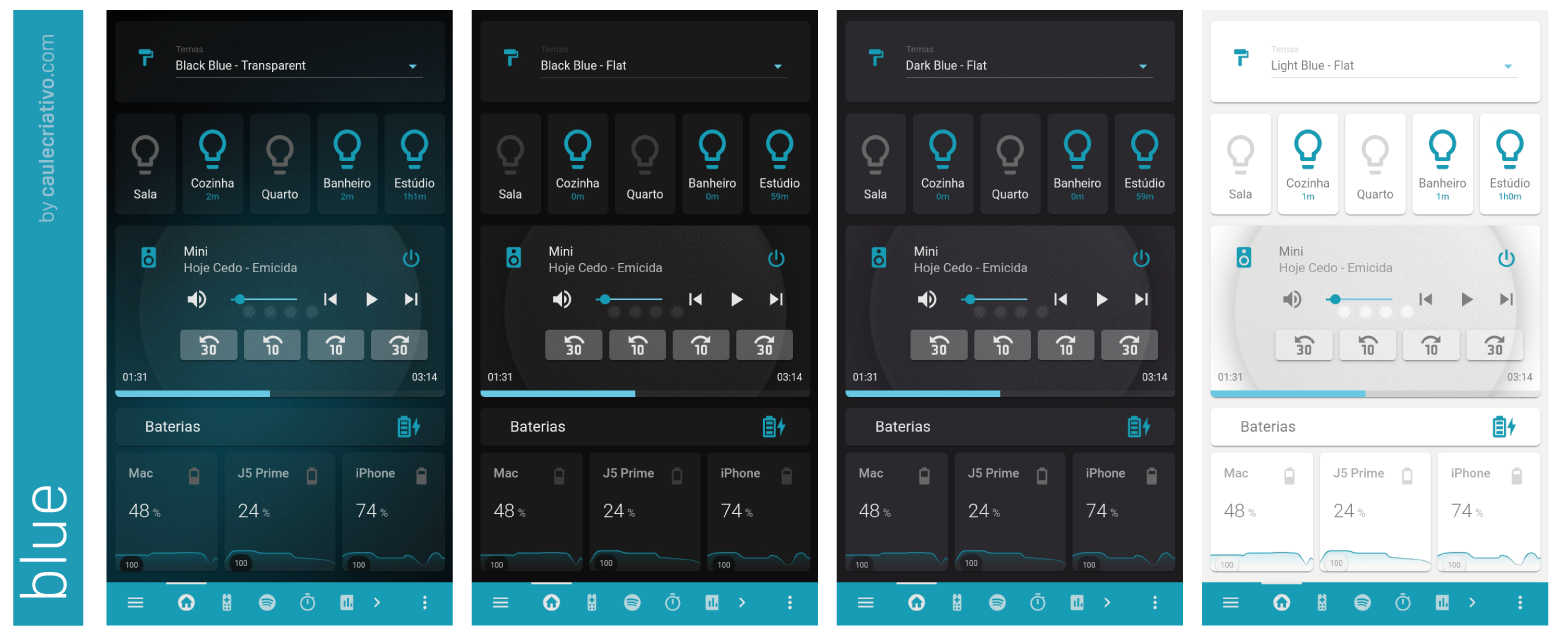 blue
by caulecriativo.com
Temas
Black Blue - Transparent
Sala
Cozinha
2m
Quarto
Banheiro
2m
Estúdio
1h1m
Mini
Hoje Cedo - Emicida
30
10
10
30
01:31
03:14
Baterias
Mac
48 %
100
J5 Prime
24 %
100
iPhone
74 %
100
Temas
Black Blue - Flat
Sala
Cozinha
0m
Quarto
Banheiro
0m
Estúdio
59m
Mini
Hoje Cedo - Emicida
30
10
10
30
01:31
03:14
Baterias
Mac
48 %
100
J5 Prime
24 %
100
iPhone
74 %
100
Temas
Dark Blue - Flat
Sala
Cozinha
0m
Quarto
Banheiro
0m
Estúdio
59m
Mini
Hoje Cedo - Emicida
30
10
10
30
01:31
03:14
Baterias
Mac
48 %
100
J5 Prime
24 %
100
iPhone
74 %
100
Temas
Light Blue - Flat
Sala
Cozinha
1m
Quarto
Banheiro
1m
Estúdio
1h0m
Mini
Hoje Cedo - Emicida
30
10
10
30
01:31
03:14
Baterias
Mac
48 %
100
J5 Prime
24 %
100
iPhone
74 %
100